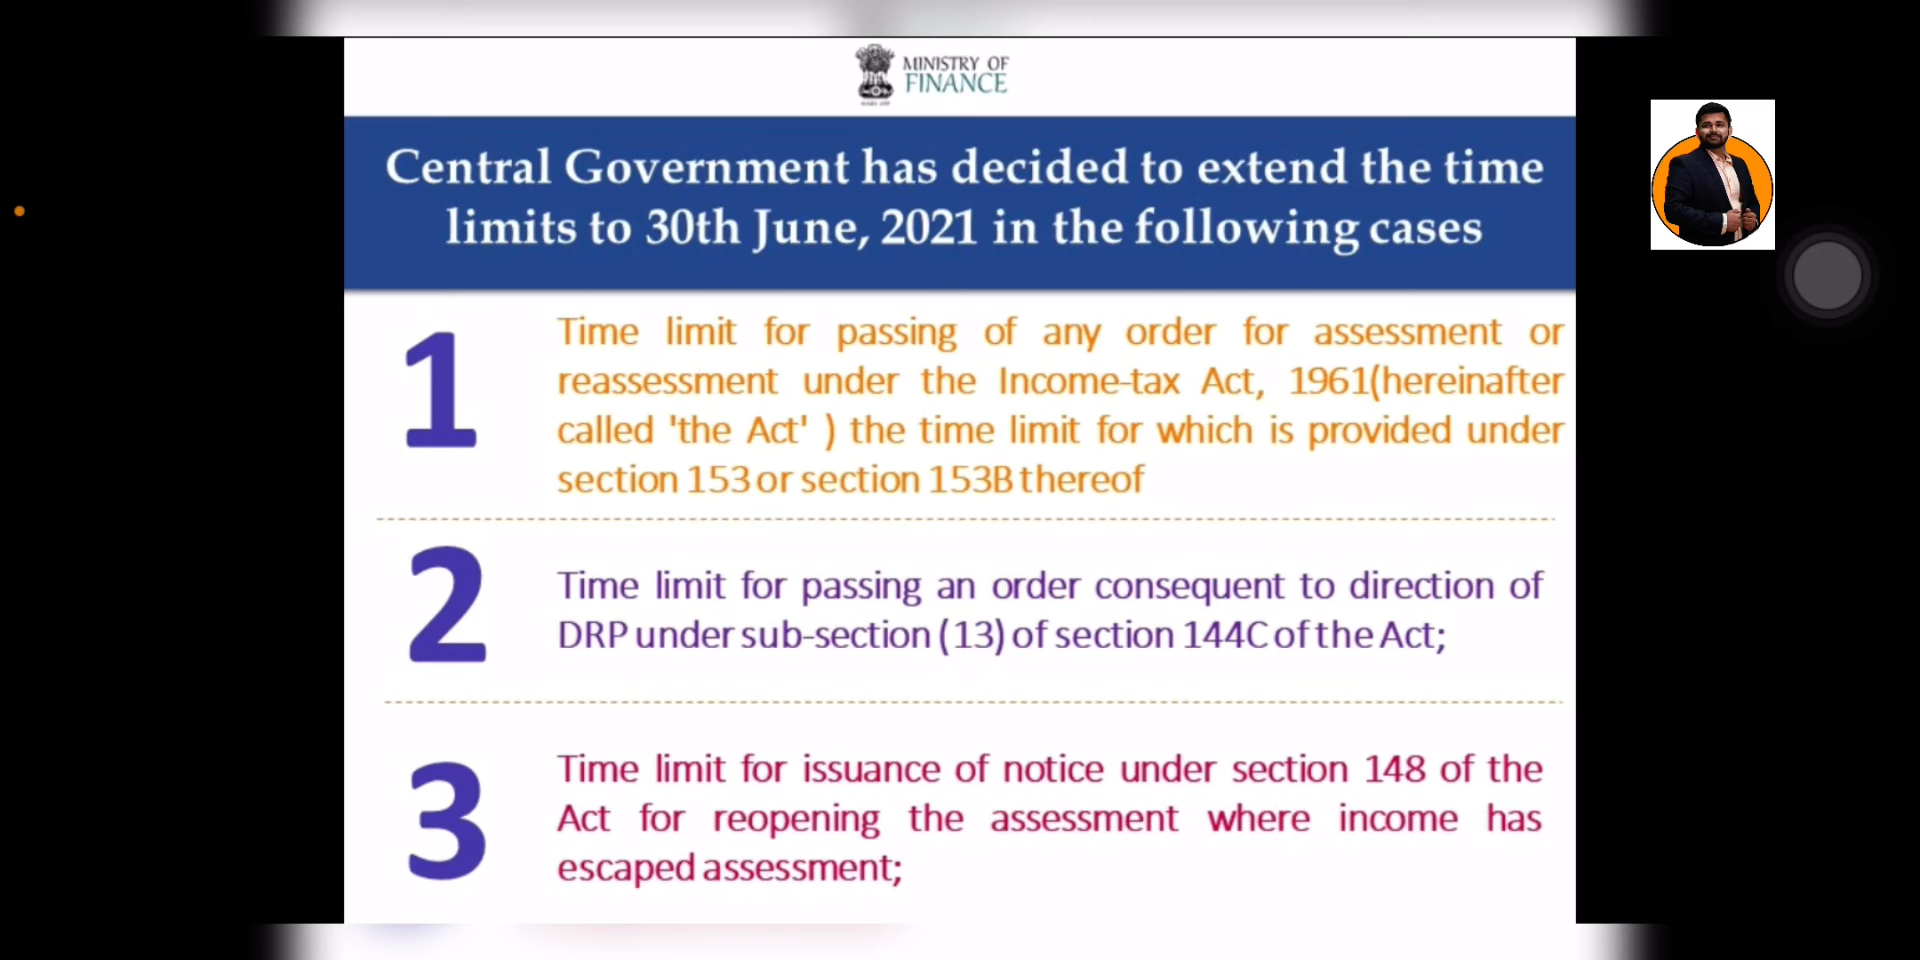 MINISTRY OF
FINANCE
Central Government has decided to extend the time
limits to 30th June, 2021 in the following cases
1
Time limit for passing of any order for assessment or
reassessment under the Income-tax Act, 1961(hereinafter
called 'the Act' ) the time limit for which is provided under
section 153 or section 153B thereof
2
Time limit for passing an order consequent to direction of
DRP under sub-section (13) of section 144C of the Act;
3
Time limit for issuance of notice under section 148 of the
Act for reopening the assessment where income has
escaped assessment;